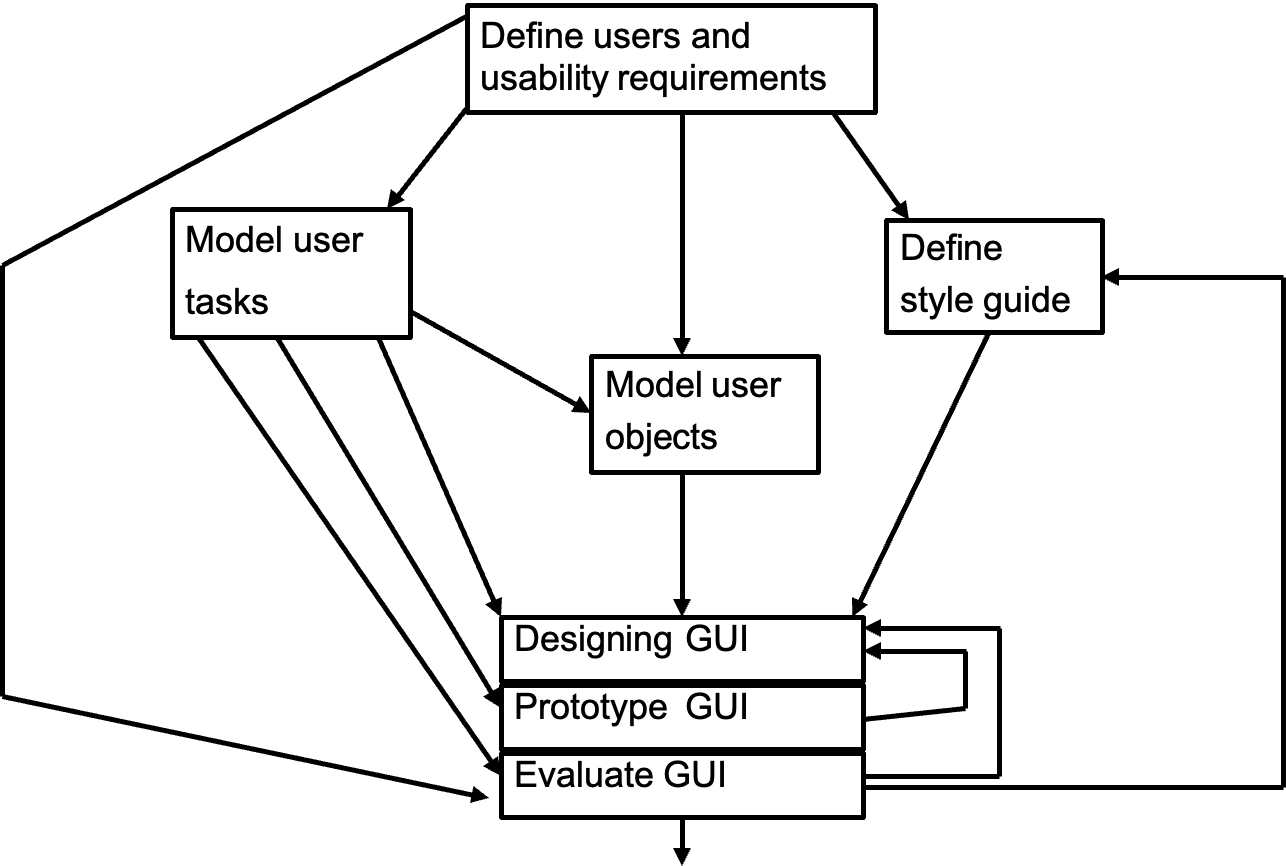 Define users and
usability requirements
Model user
tasks
Define
style guide
Model user
objects
Designing GUI
Prototype GUI
Evaluate GUI